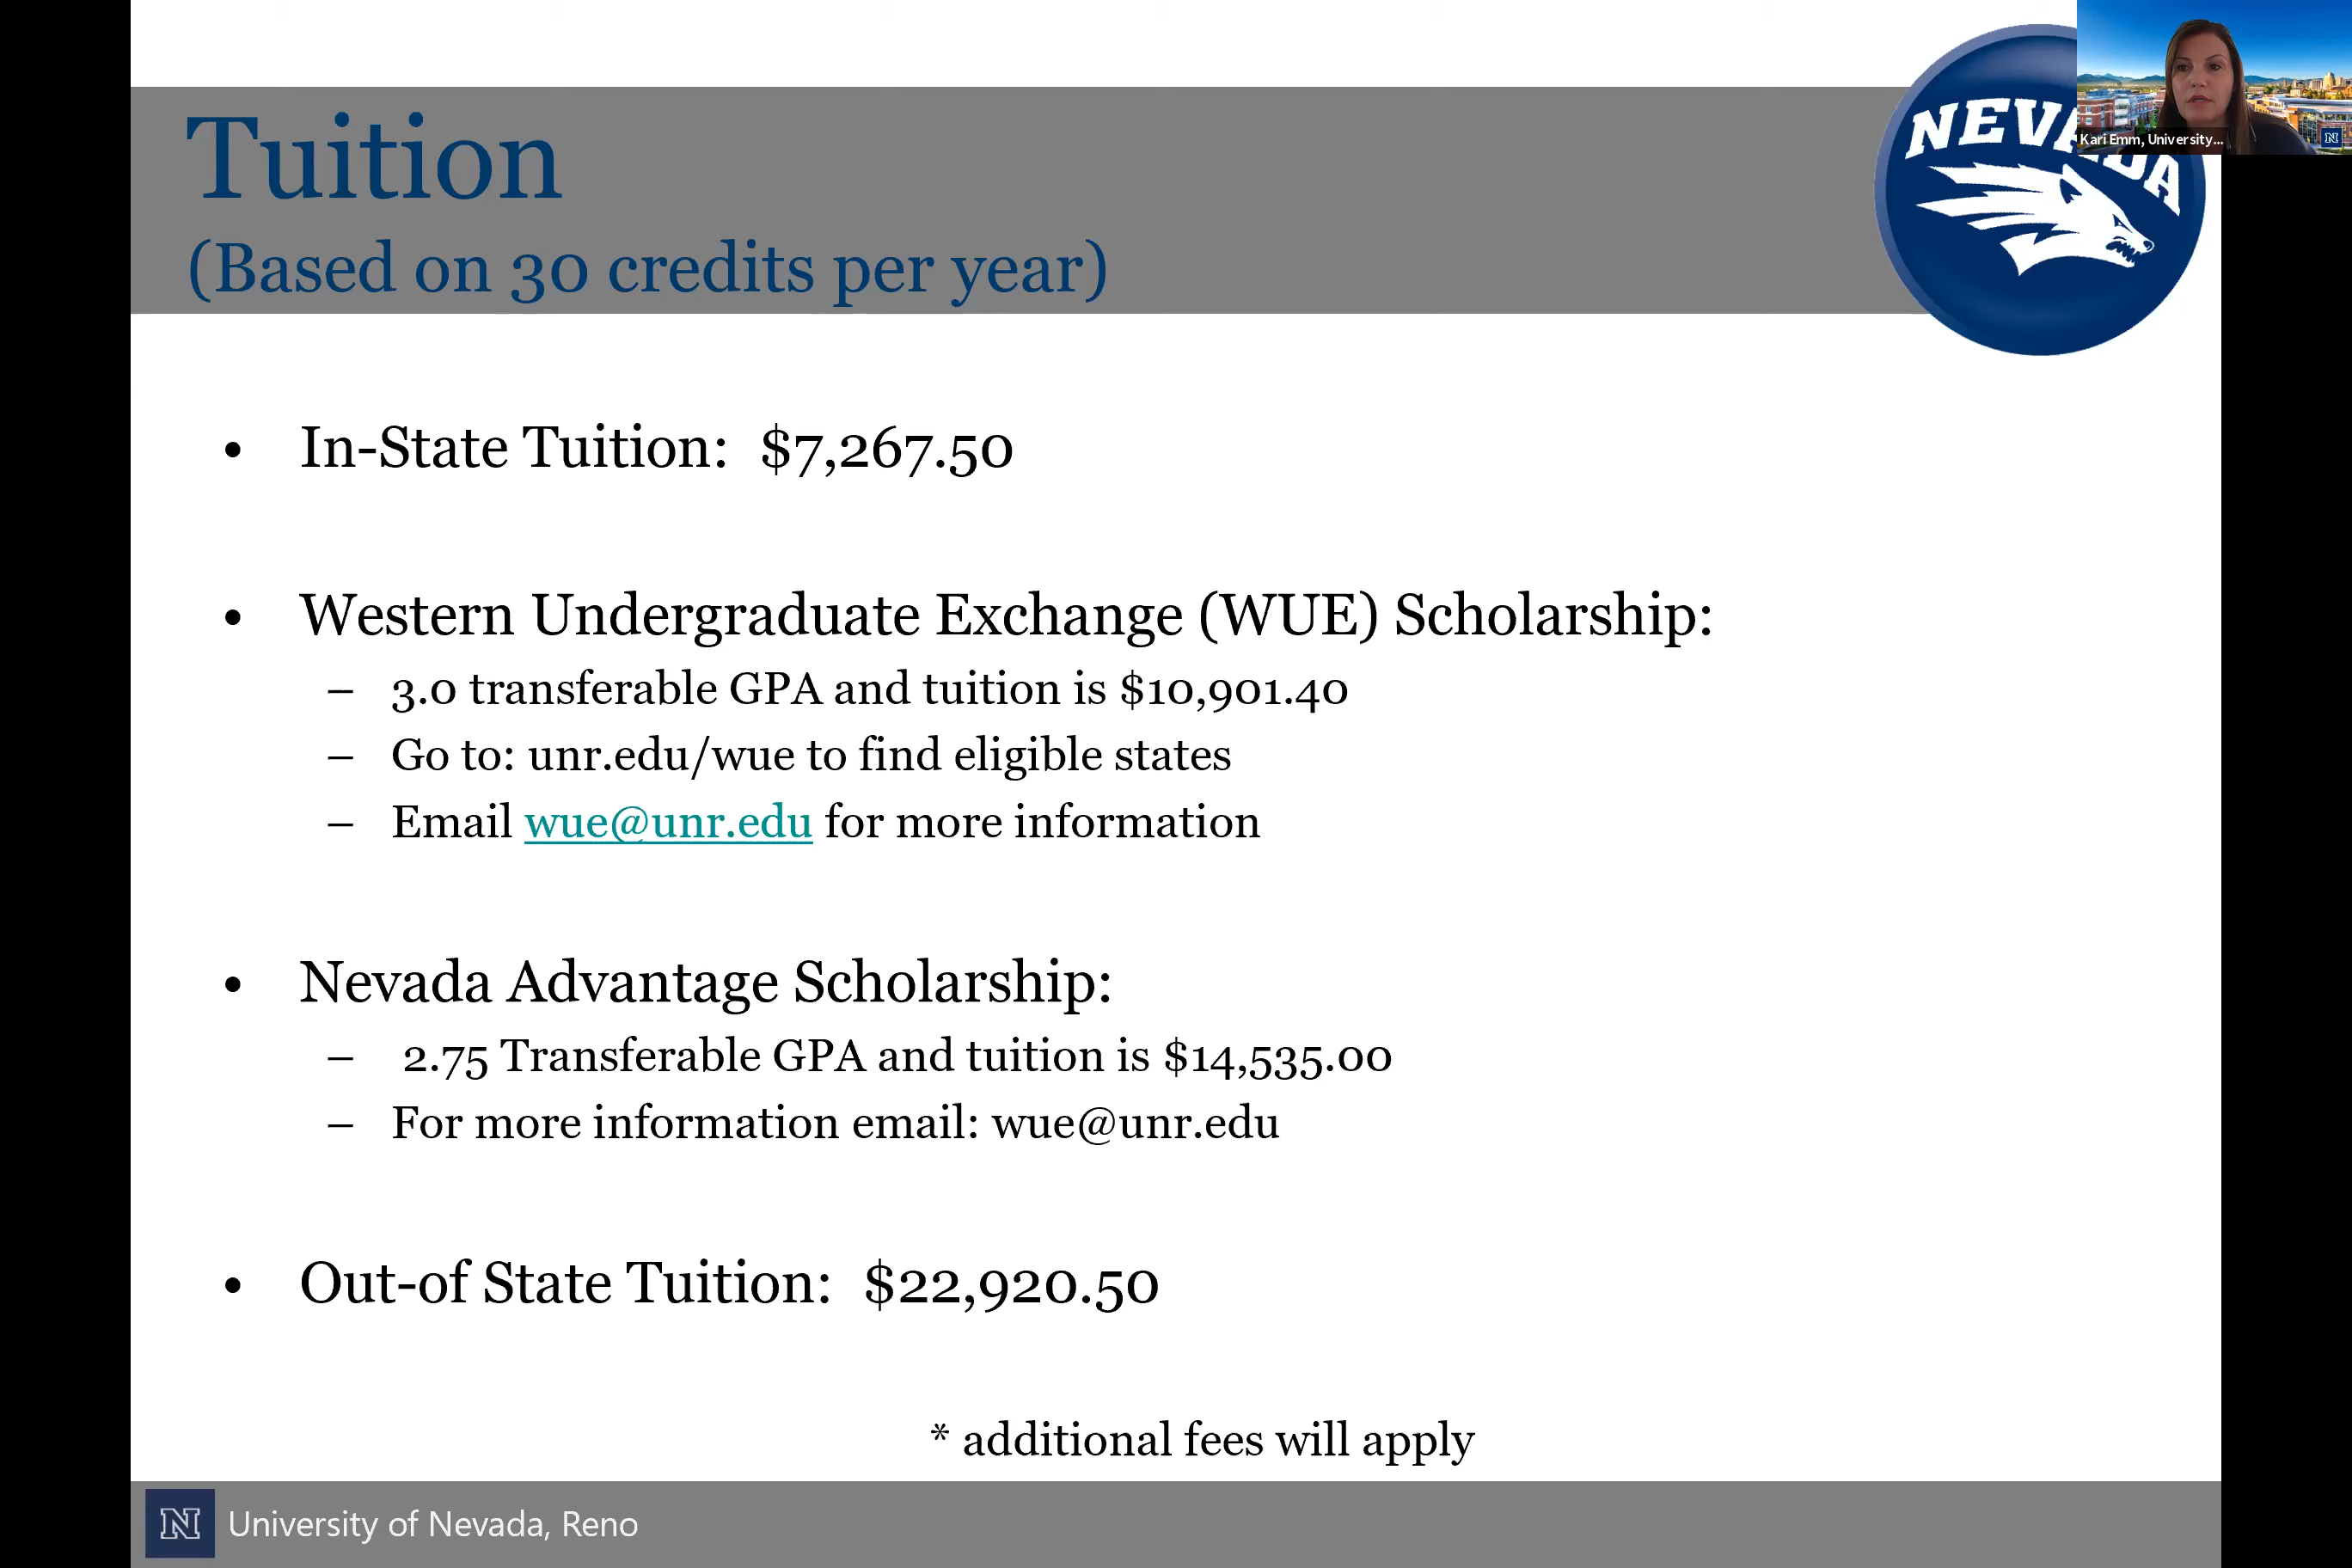 Tuition
(Based on 30 credits per year)
NEVADA
Kari Emm, University...
N
• In-State Tuition: $7,267.50
• Western Undergraduate Exchange (WUE) Scholarship:
– 3.0 transferable GPA and tuition is $10,901.40
– Go to: unr.edu/wue to find eligible states
– Email wue@unr.edu for more information
• Nevada Advantage Scholarship:
– 2.75 Transferable GPA and tuition is $14,535.00
– For more information email: wue@unr.edu
• Out-of State Tuition: $22,920.50
* additional fees will apply
N University of Nevada, Reno